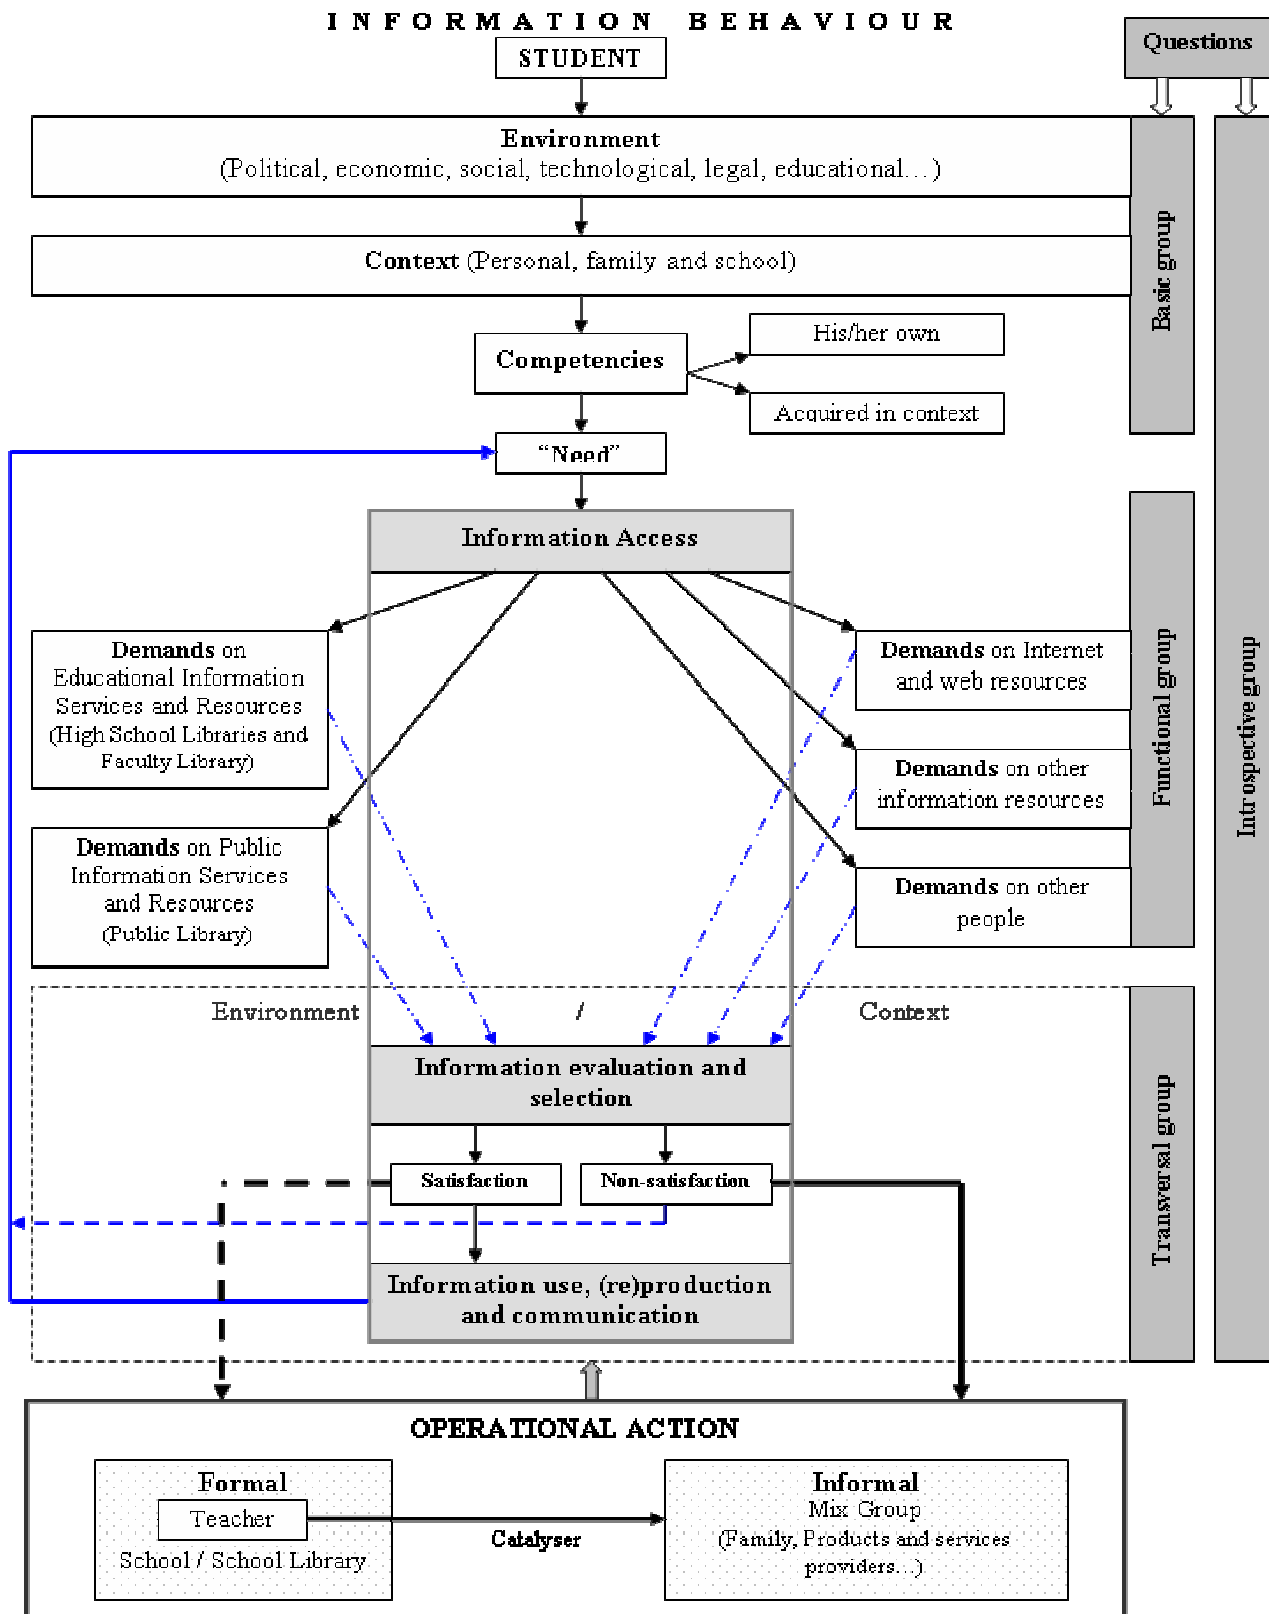 INFORMATION BEHAVIOUR
STUDENT
Questions
Environment
(Political, economic, social, technological, legal, educational…)
Context (Personal, family and school)
Basic group
Competencies
His/her own
Acquired in context
“Need”
Information Access
Demands on
Educational Information
Services and Resources
(High School Libraries and
Faculty Library)
Demands on Public
Information Services
and Resources
(Public Library)
Demands on Internet
and web resources
Demands on other
information resources
Demands on other
people
Functional group
Introspective group
Environment / Context
Information evaluation and
selection
Satisfaction
Non-satisfaction
Information use, (re)production
and communication
Transversal group
OPERATIONAL ACTION
Formal
Teacher
School / School Library
Catalyser
Informal
Mix Group
(Family, Products and services
providers…)